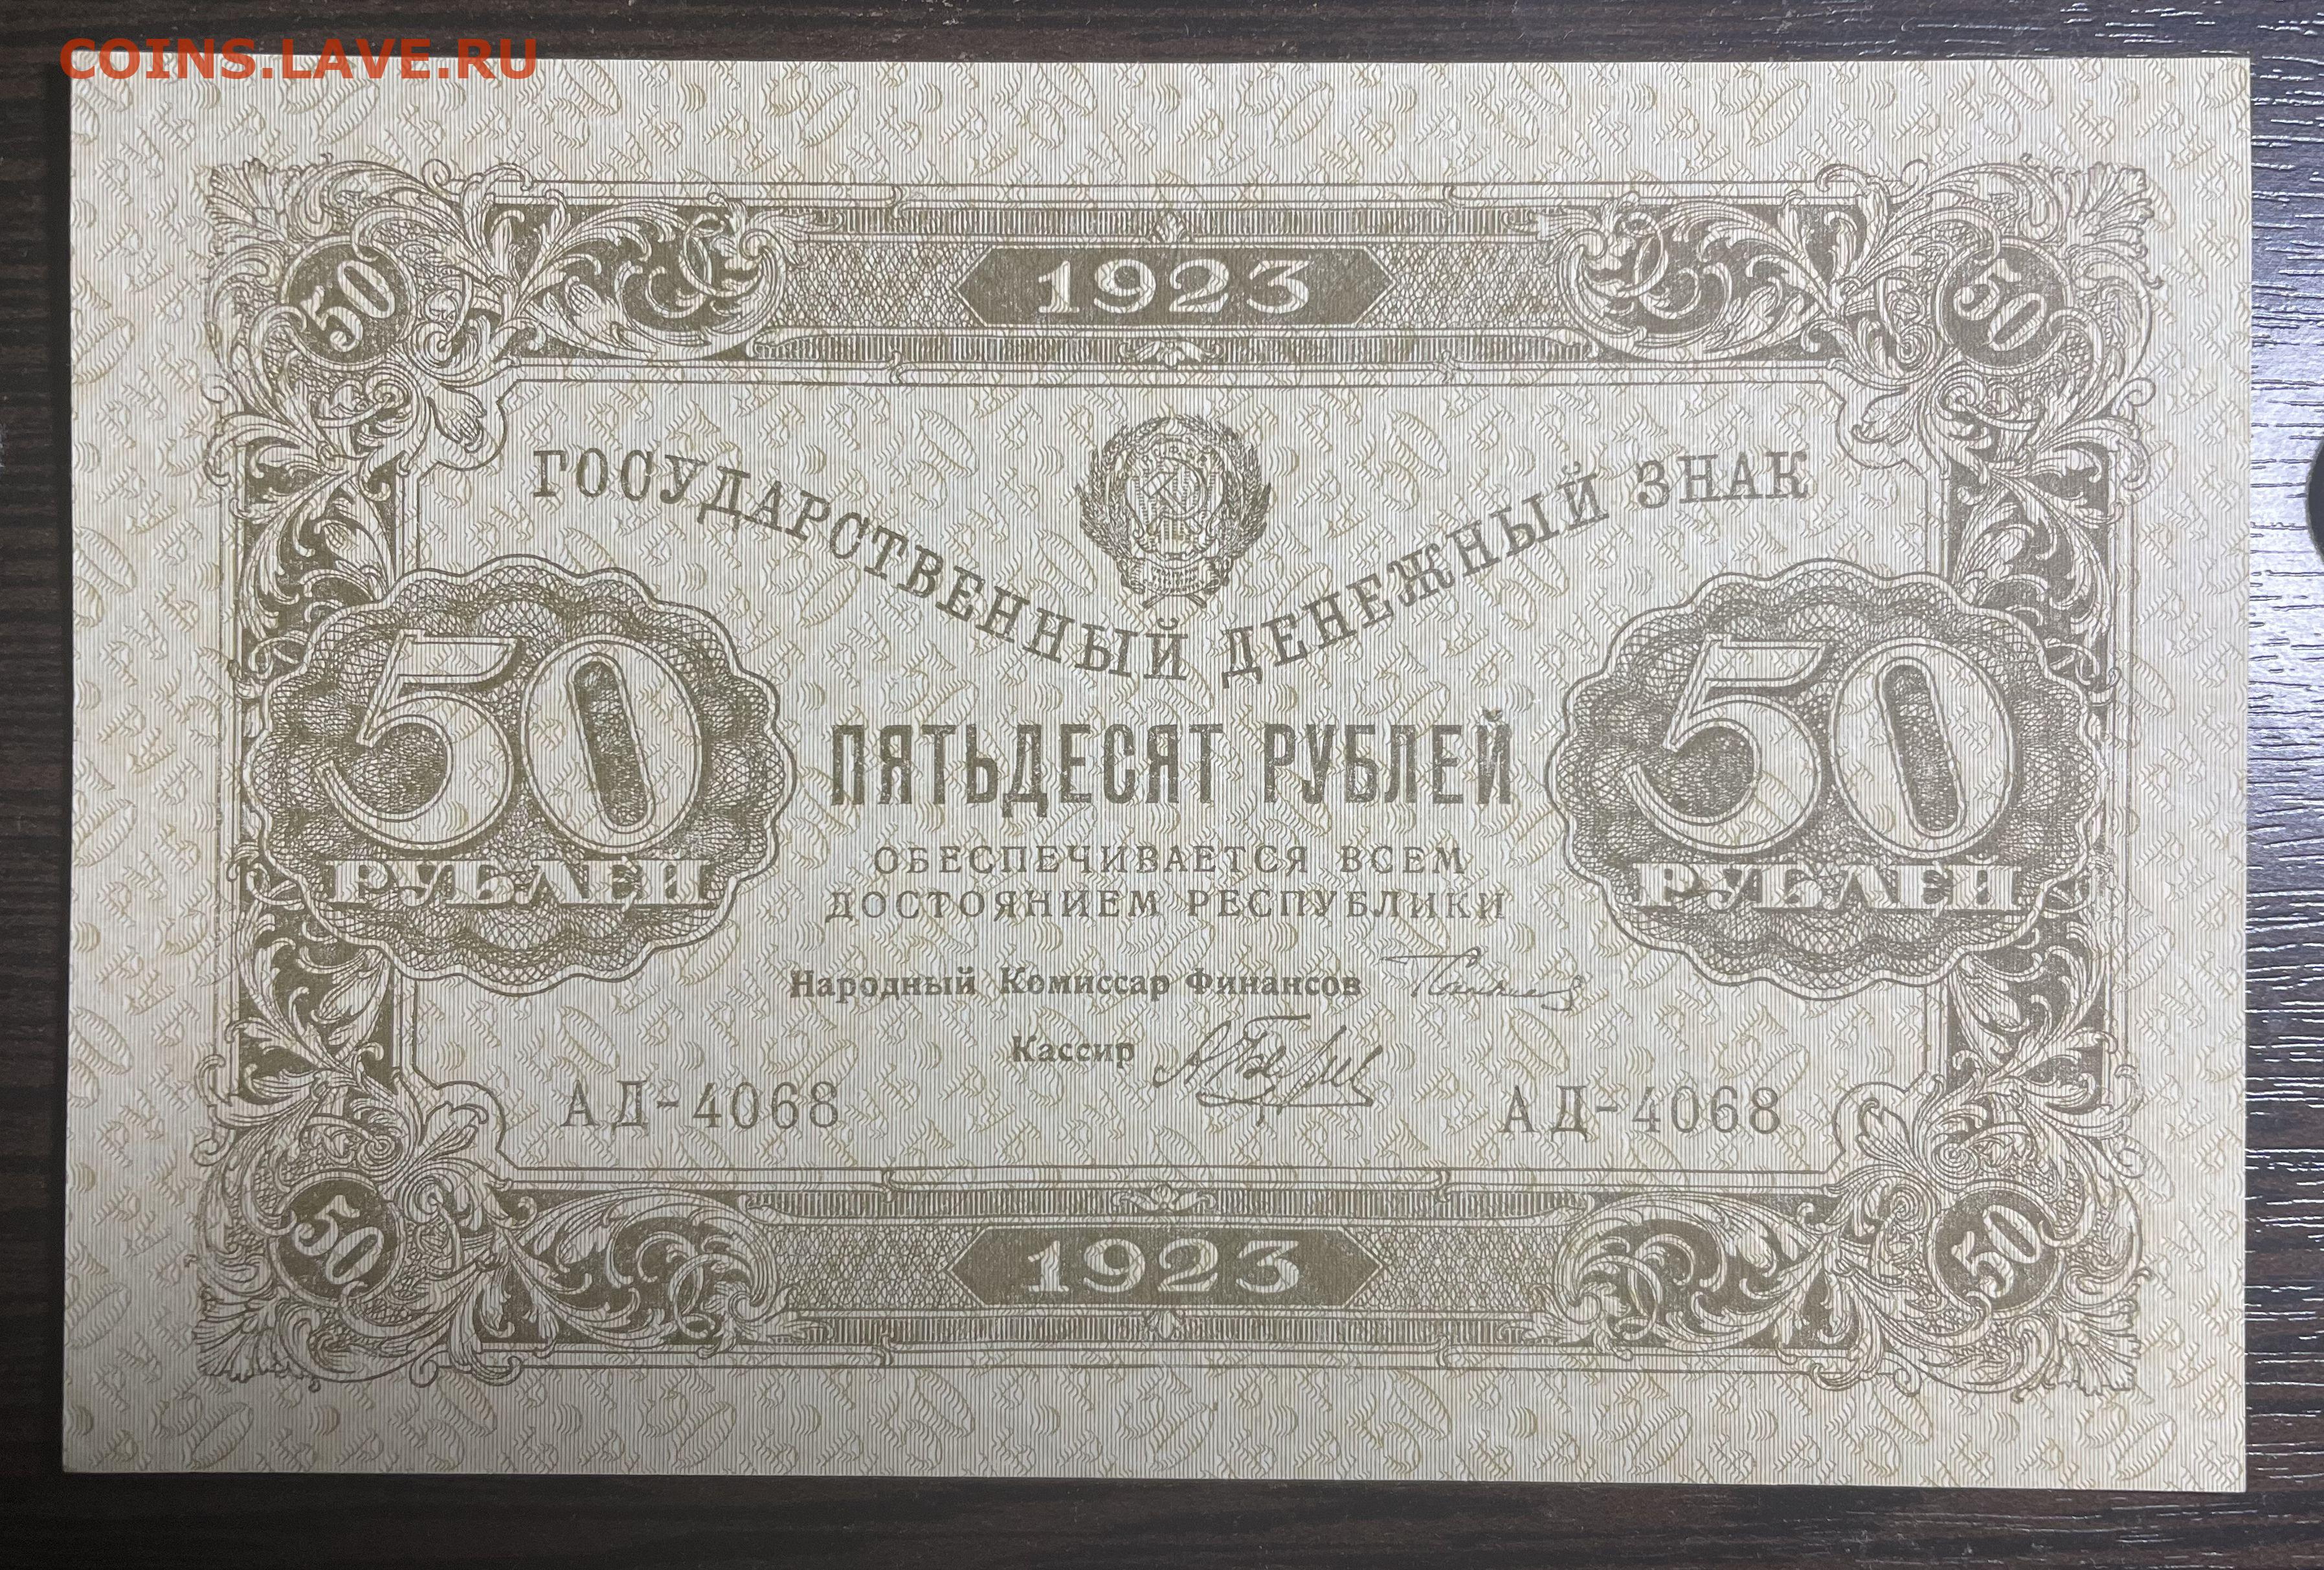 COINS.LAVE.RU
1923
50 50
ГОСУДАРСТВЕННЫЙ ДЕНЕЖНЫЙ ЗНАК
50 РУБЛЕЙ
ПЯТЬДЕСЯТ РУБЛЕЙ
50 РУБЛЕЙ
ОБЕСПЕЧИВАЕТСЯ ВСЕМ
ДОСТОЯНИЕМ РЕСПУБЛИКИ
Народный Комиссар Финансов
Кассир
АД-4068 АД-4068
50 50
1923